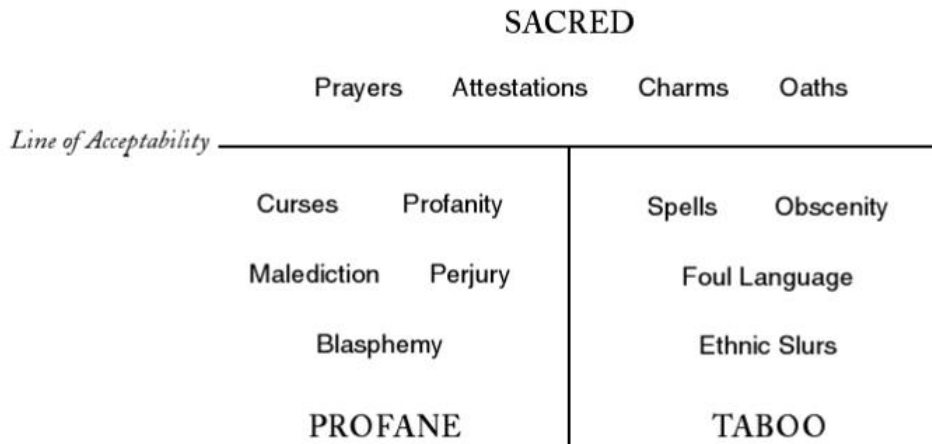 SACRED
Prayers Attestations Charms Oaths
Line of Acceptability
Curses Profanity
Malediction Perjury
Blasphemy
PROFANE
Spells Obscenity
Foul Language
Ethnic Slurs
TABOO